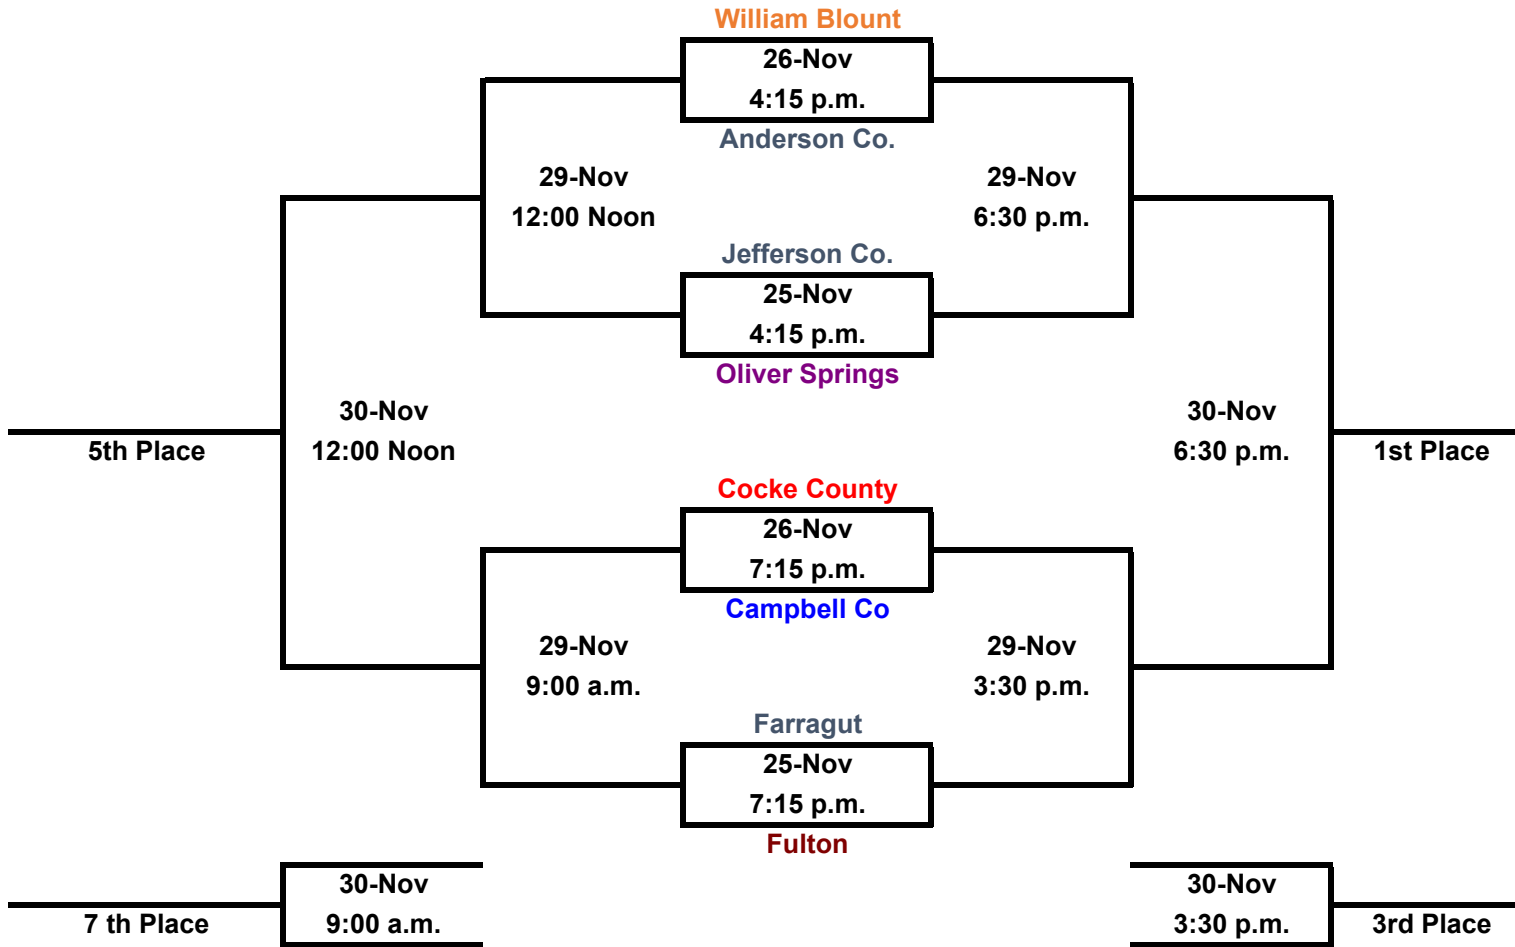 William Blount
26-Nov
4:15 p.m.
Anderson Co.
29-Nov
12:00 Noon
29-Nov
6:30 p.m.
Jefferson Co.
25-Nov
4:15 p.m.
Oliver Springs
30-Nov
12:00 Noon
5th Place
30-Nov
6:30 p.m.
1st Place
Cocke County
26-Nov
7:15 p.m.
Campbell Co
29-Nov
9:00 a.m.
29-Nov
3:30 p.m.
Farragut
25-Nov
7:15 p.m.
Fulton
30-Nov
9:00 a.m.
7 th Place
30-Nov
3:30 p.m.
3rd Place